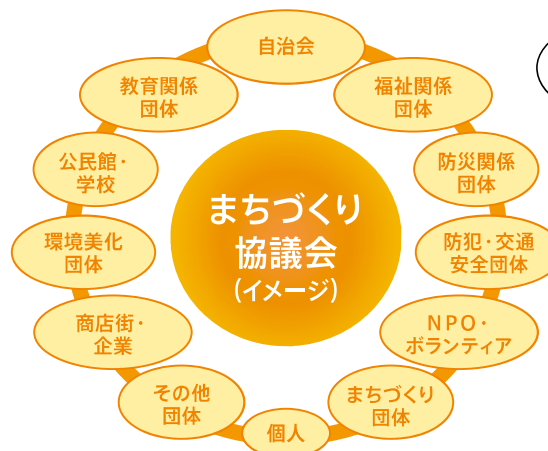 自治会
福祉関係
団体
防災関係
団体
防犯・交通
安全団体
NPO・
ボランティア
まちづくり
団体
個人
その他
団体
商店街・
企業
環境美化
団体
公民館・
学校
教育関係
団体
まちづくり
協議会
(イメージ)